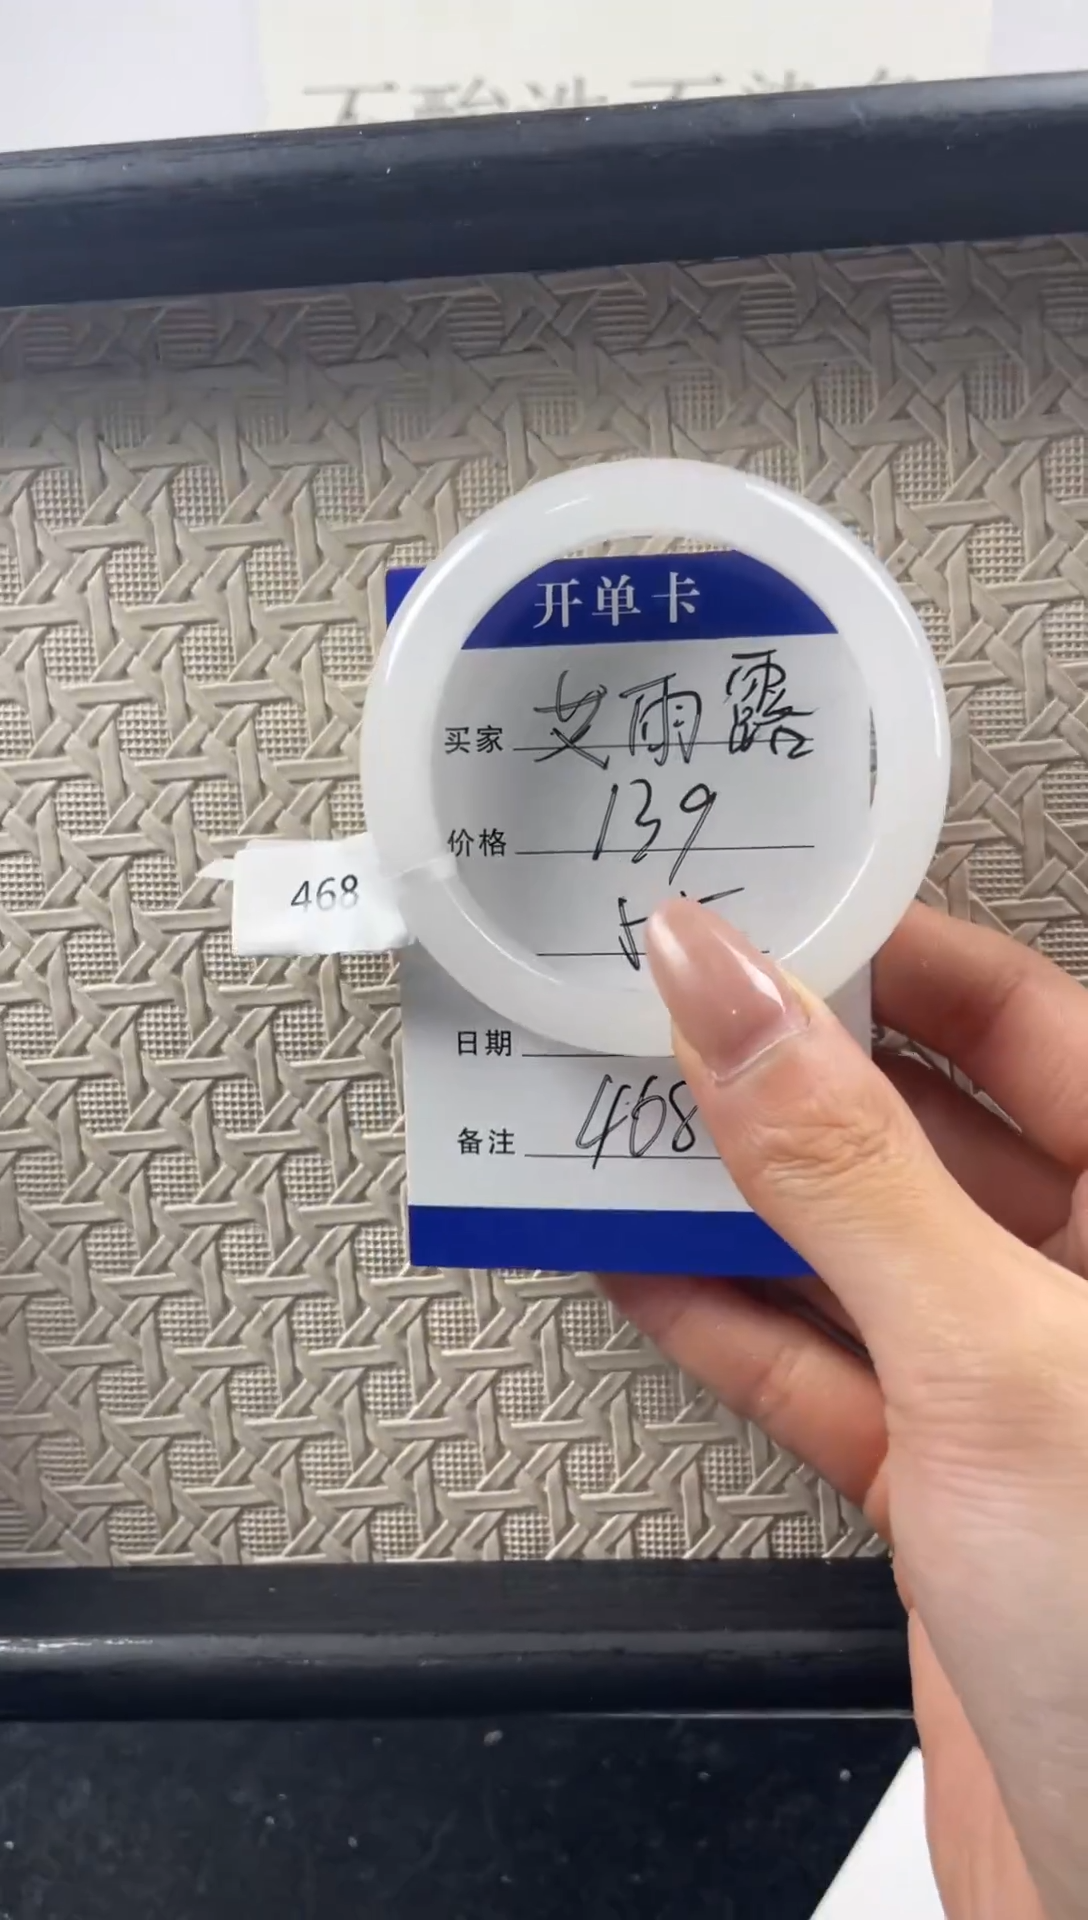 开单卡
买家 艾雨露
价格 139
468
日期
备注 468